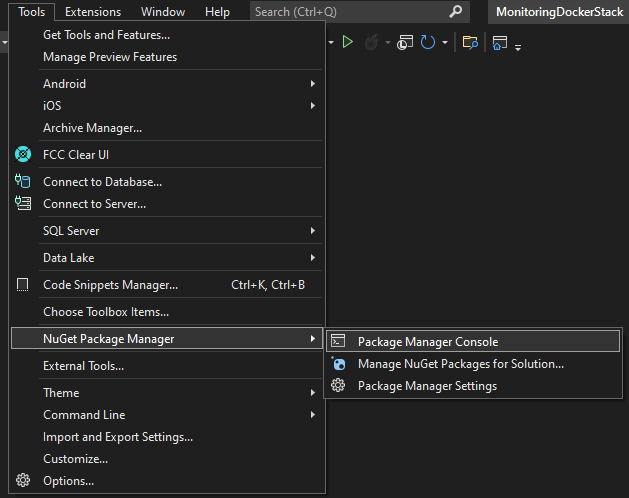 Tools Extensions Window Help Search (Ctrl+Q) MonitoringDockerStack
Get Tools and Features...
Manage Preview Features
Android
iOS
Archive Manager...
FCC Clear UI
Connect to Database...
Connect to Server...
SQL Server
Data Lake
Code Snippets Manager... Ctrl+K, Ctrl+B
Choose Toolbox Items...
NuGet Package Manager
Package Manager Console
Manage NuGet Packages for Solution...
Package Manager Settings
External Tools...
Theme
Command Line
Import and Export Settings...
Customize...
Options...